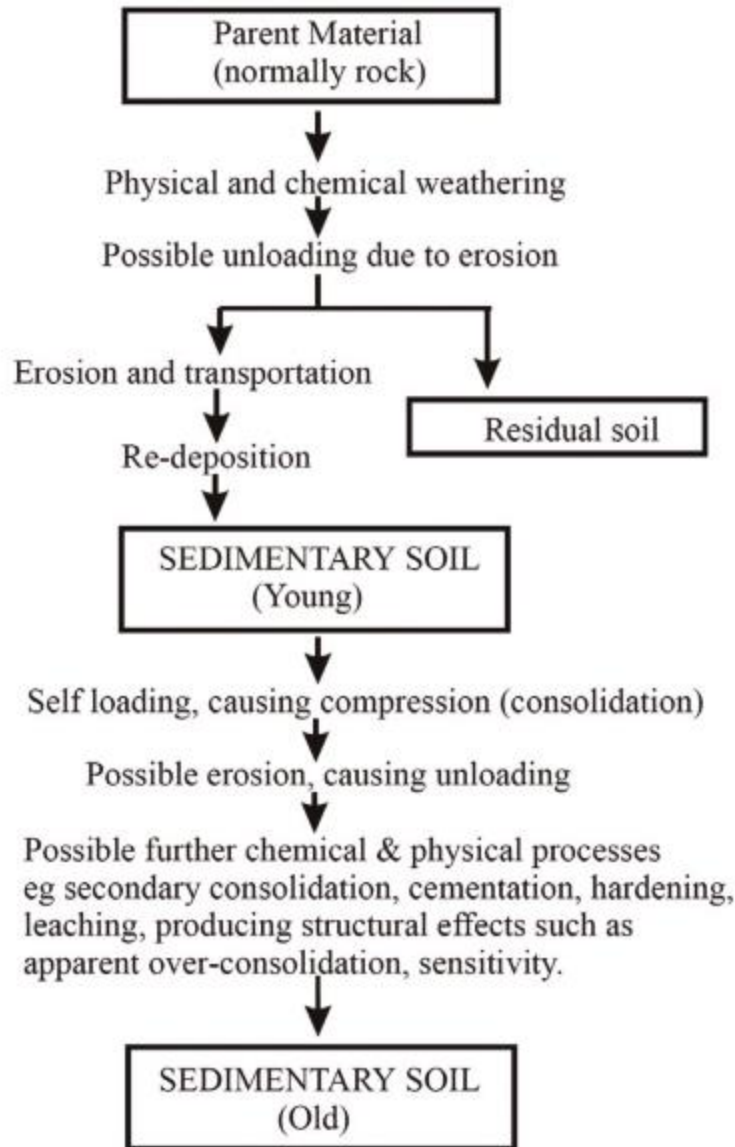 Parent Material
(normally rock)
Physical and chemical weathering
Possible unloading due to erosion
Erosion and transportation
Residual soil
Re-deposition
SEDIMENTARY SOIL
(Young)
Self loading, causing compression (consolidation)
Possible erosion, causing unloading
Possible further chemical & physical processes
eg secondary consolidation, cementation, hardening,
leaching, producing structural effects such as
apparent over-consolidation, sensitivity.
SEDIMENTARY SOIL
(Old)